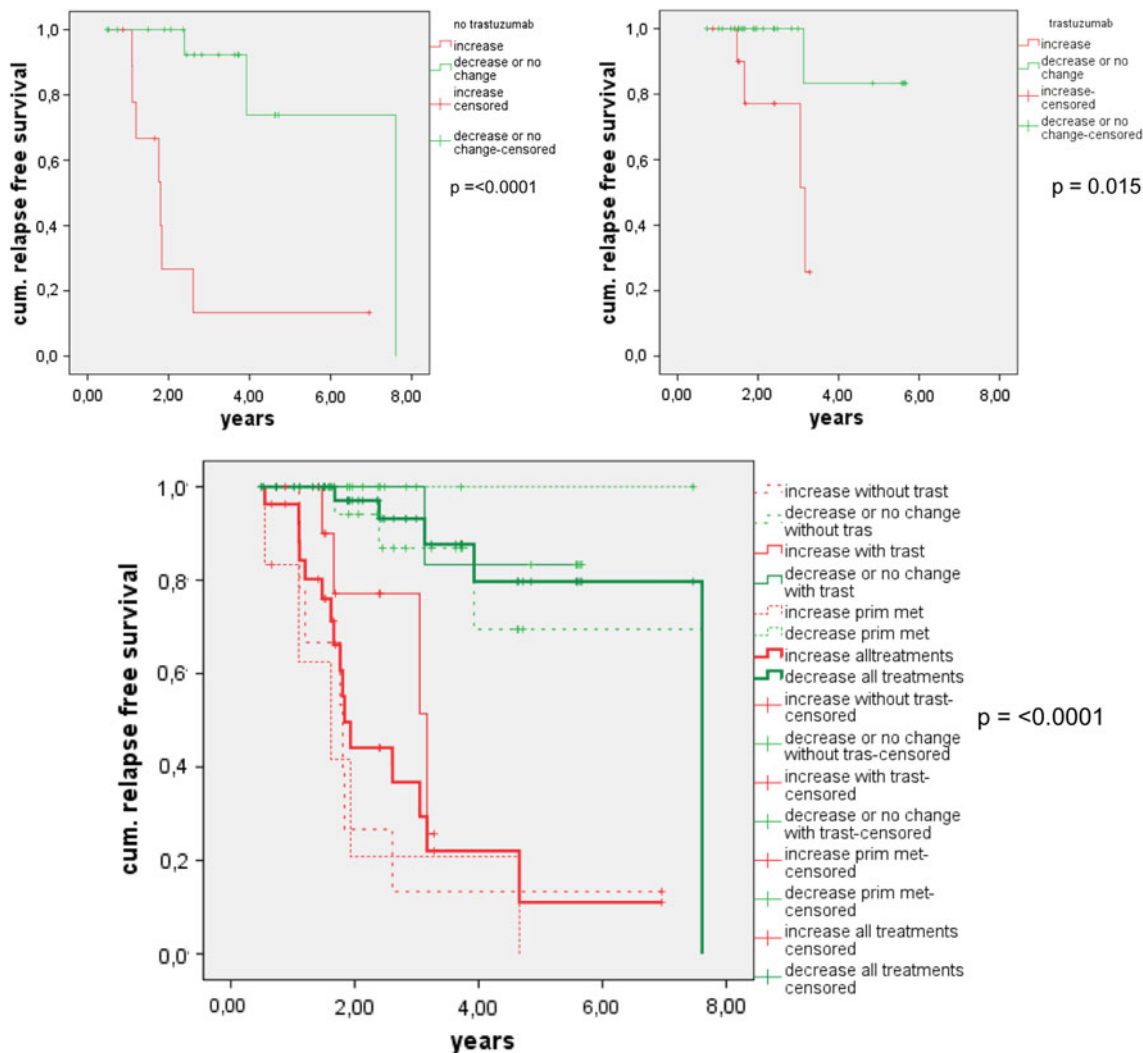 no trastuzumab
increase
decrease or no
change
increase
censored
decrease or no
change-censored
p =<0.0001
cum. relapse free survival
1,0
0,8
0,6
0,4
0,2
0,0
0,00
2,00
4,00
6,00
8,00
years
trastuzumab
increase
decrease or no
change
increase-
censored
decrease or no
change-censored
p = 0.015
cum. relapse free survival
1,0
0,8
0,6
0,4
0,2
0,0
0,00
2,00
4,00
6,00
8,00
years
increase without trast
decrease or no change
without tras
increase with trast
decrease or no change
with trast
increase prim met
decrease prim met
increase alltreatments
decrease all treatments
increase without trast-
censored
decrease or no change
without tras-censored
increase with trast-
censored
decrease or no change
with trast-censored
increase prim met-
censored
decrease prim met-
censored
increase all treatments
censored
decrease all treatments
censored
p = <0.0001
cum. relapse free survival
1,0
0,8
0,6
0,4
0,2
0,0
0,00
2,00
4,00
6,00
8,00
years